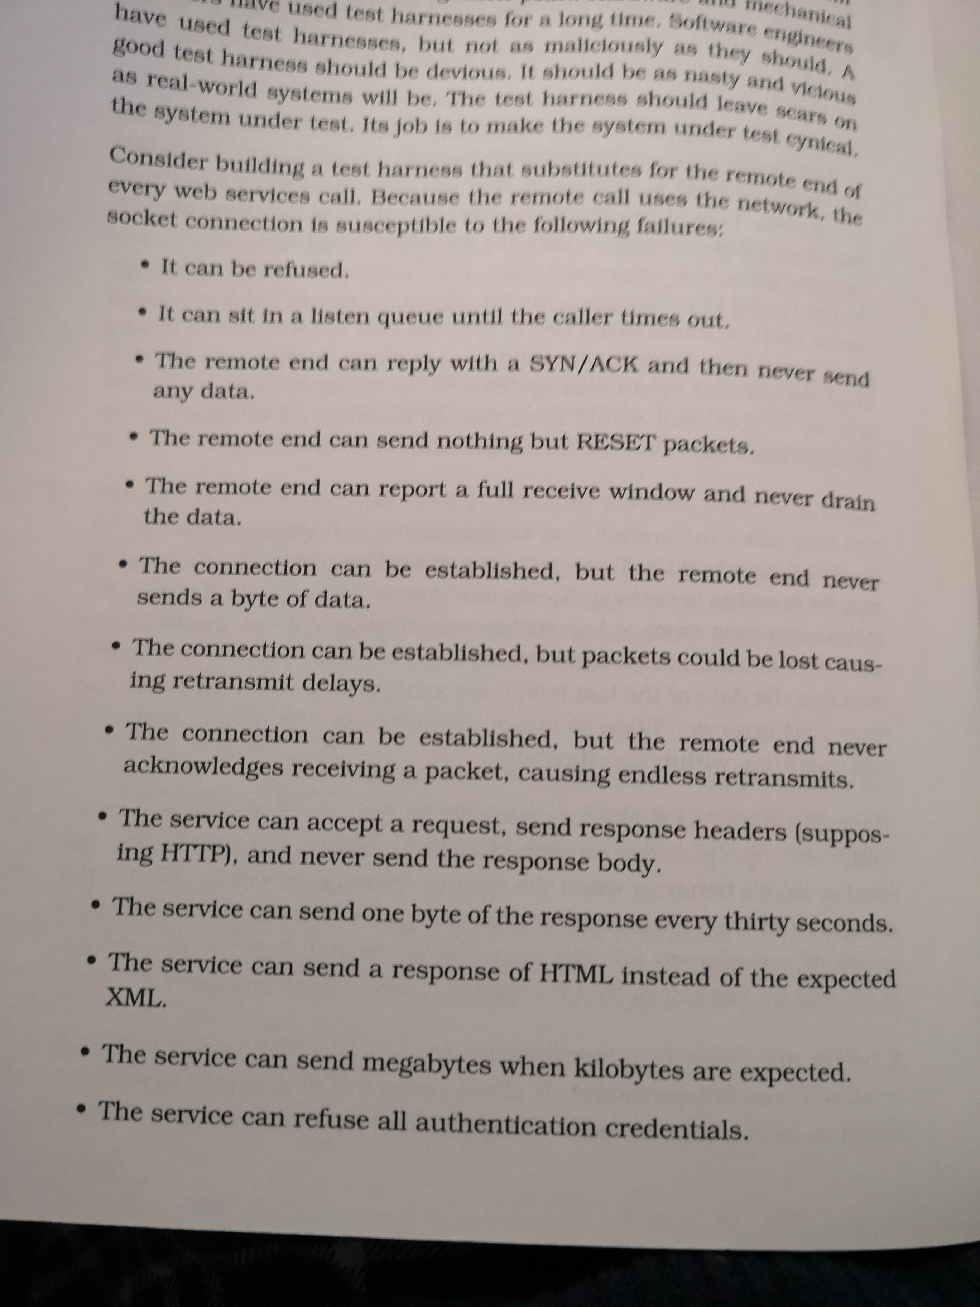 have used test harnesses for a long time. Software engineers
have used test harnesses, but not as maliciously as they should. A
good test harness should be devious. It should be as nasty and vicious
as real-world systems will be. The test harness should leave scars on
the system under test. Its job is to make the system under test cynical.
Consider building a test harness that substitutes for the remote end of
every web services call. Because the remote call uses the network, the
socket connection is susceptible to the following failures:
• It can be refused.
• It can sit in a listen queue until the caller times out.
• The remote end can reply with a SYN/ACK and then never send
any data.
• The remote end can send nothing but RESET packets.
• The remote end can report a full receive window and never drain
the data.
• The connection can be established, but the remote end never
sends a byte of data.
• The connection can be established, but packets could be lost caus-
ing retransmit delays.
• The connection can be established, but the remote end never
acknowledges receiving a packet, causing endless retransmits.
• The service can accept a request, send response headers (suppos-
ing HTTP), and never send the response body.
• The service can send one byte of the response every thirty seconds.
• The service can send a response of HTML instead of the expected
XML.
• The service can send megabytes when kilobytes are expected.
• The service can refuse all authentication credentials.